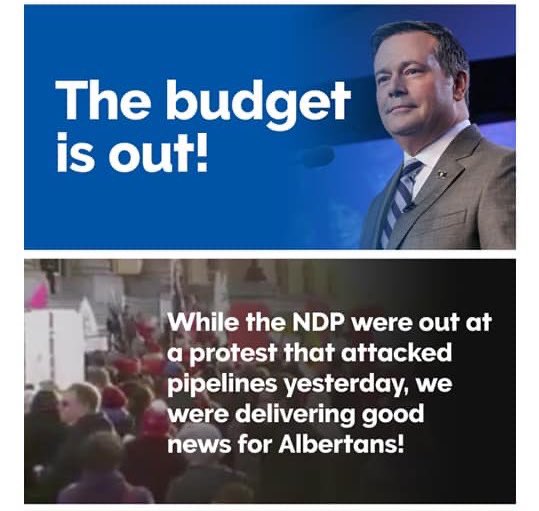 The budget
is out!
While the NDP were out at
a protest that attacked
pipelines yesterday, we
were delivering good
news for Albertans!